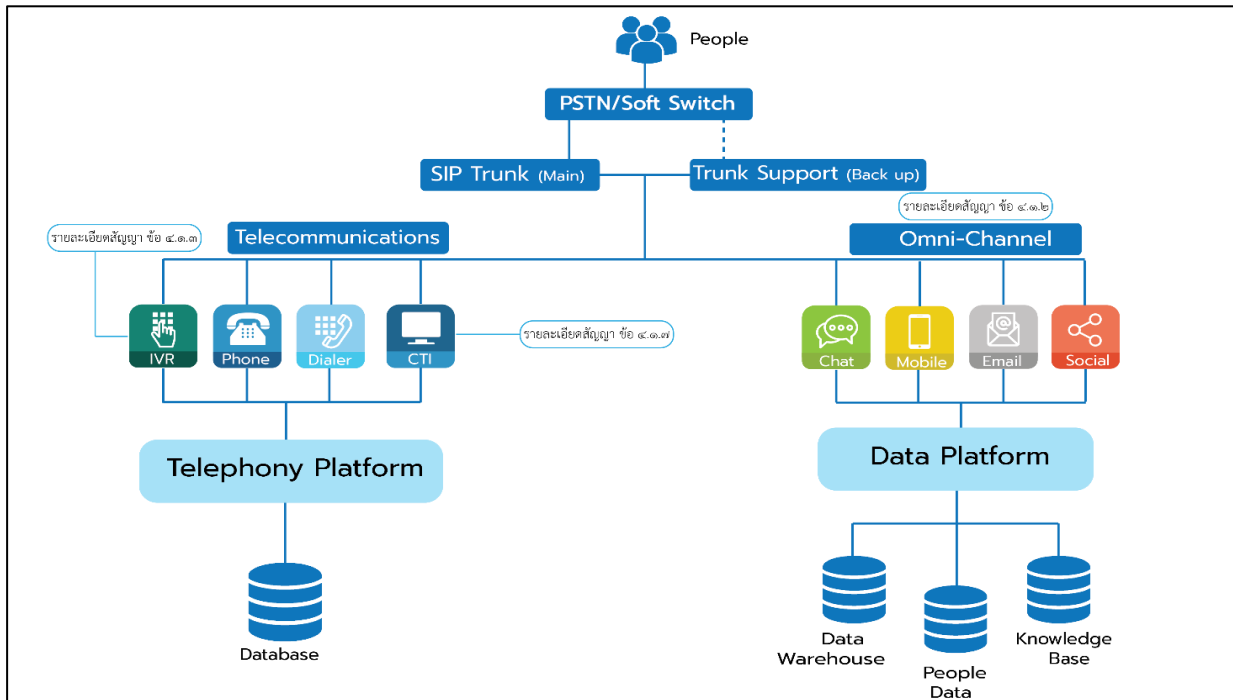 People
PSTN/Soft Switch
SIP Trunk (Main)
Trunk Support (Back up)
รายละเอียดสัญญา ข้อ ๔.๑.๓
Telecommunications
รายละเอียดสัญญา ข้อ ๔.๑.๒
Omni-Channel
IVR
Phone
Dialer
CTI
รายละเอียดสัญญา ข้อ ๔.๑.๗
Chat
Mobile
Email
Social
Telephony Platform
Data Platform
Database
Data
Warehouse
People
Data
Knowledge
Base